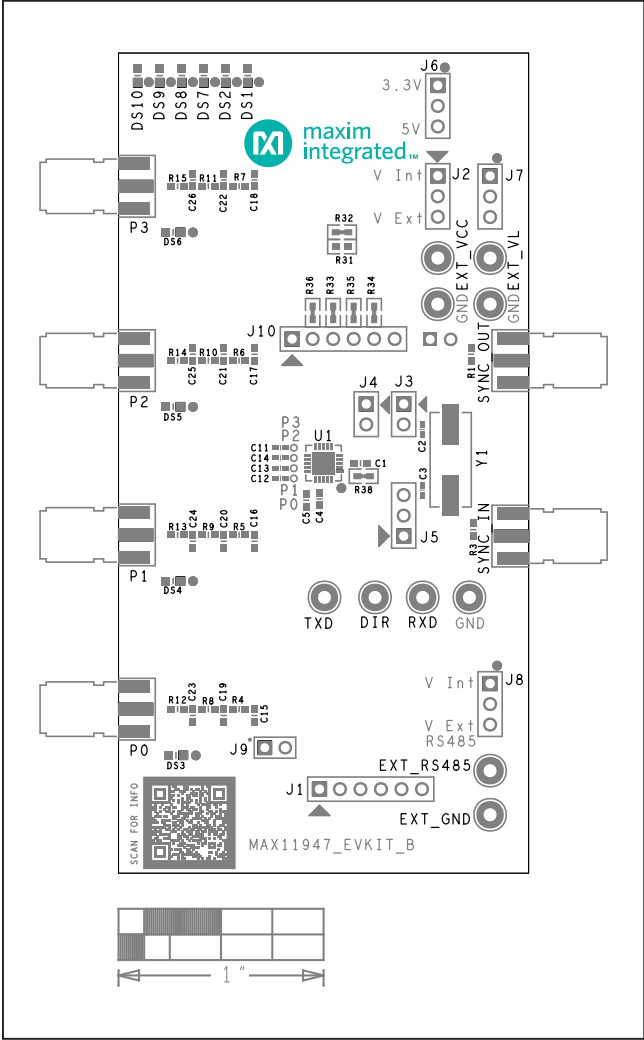 DS10
DS9
DS8
DS7
DS2
DS1
J6
3.3V
5V
maxim
integrated™
J2
V Int
V Ext
J7
EXT_VCC
EXT_VL
GND
GND
P3
R15
R11
R7
C26
C22
C18
DS6
R32
R31
R36
R33
R35
R34
J10
P2
R14
R10
R6
C25
C21
C17
DS5
R1
SYNC_OUT
J4
J3
P3
P2
U1
C11
C14
C13
C12
P1
P0
C1
R38
C5
C4
C2
C3
Y1
J5
P1
R13
R9
R5
C24
C20
C16
DS4
R3
SYNC_IN
TXD
DIR
RXD
GND
P0
R12
R8
R4
C23
C19
C15
DS3
J9
J8
V Int
V Ext
RS485
EXT_RS485
J1
EXT_GND
SCAN FOR INFO
MAX11947_EVKIT_B
1 "